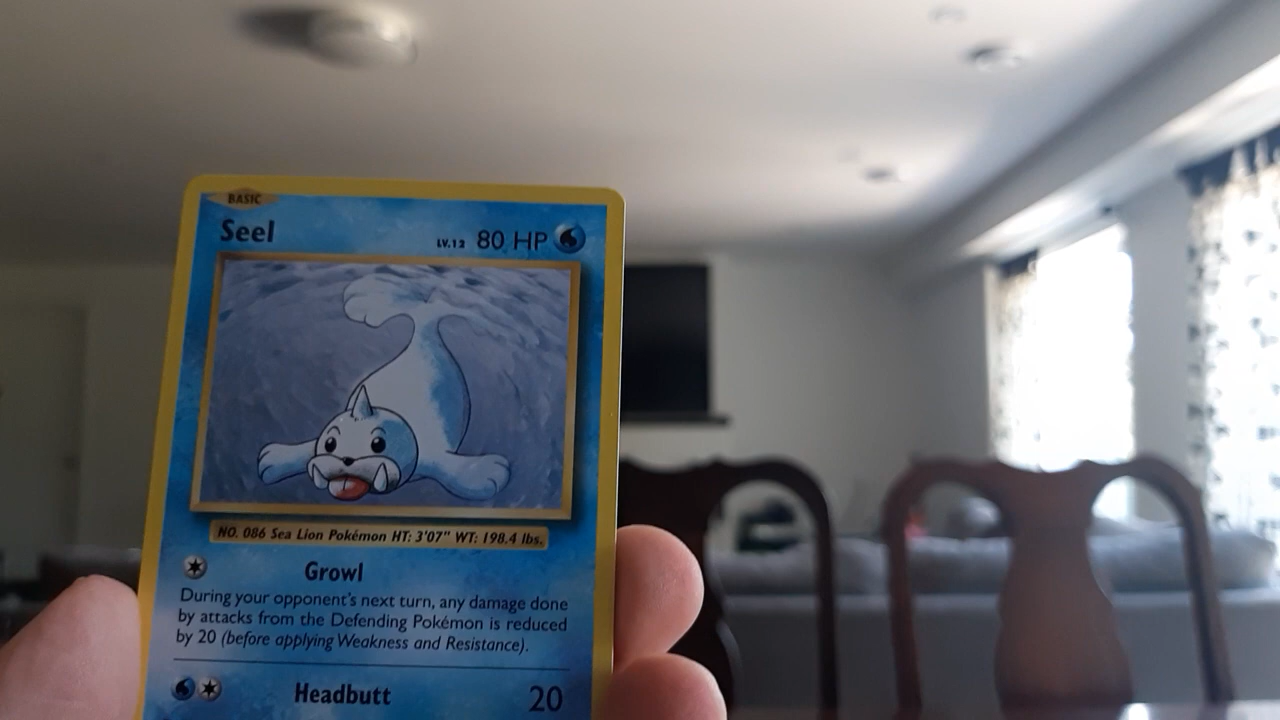 BASIC
Seel
LV.12 80 HP
NO. 086 Sea Lion Pokémon HT: 3'07" WT: 198.4 lbs.
Growl
During your opponent's next turn, any damage done
by attacks from the Defending Pokémon is reduced
by 20 (before applying Weakness and Resistance).
Headbutt 20